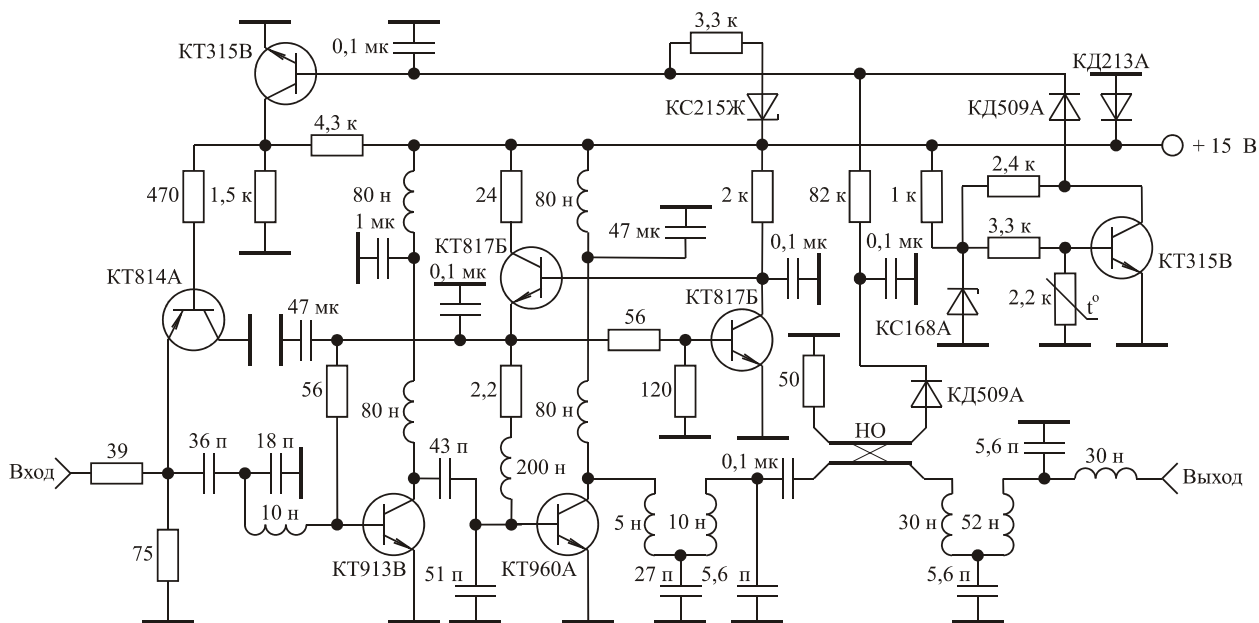 3,3 к
КТ315В
0,1 мк
КД213А
КС215Ж
КД509А
4,3 к
+ 15 В
2,4 к
470
1,5 к
80 н
24
80 н
2 к
82 к
1 к
1 мк
47 мк
3,3 к
КТ817Б
0,1 мк
0,1 мк
КТ315В
КТ814А
0,1 мк
КТ817Б
2,2 к
t°
47 мк
56
КС168А
56
2,2
120
50
80 н
80 н
КД509А
НО
39
36 п
18 п
43 п
5,6 п
30 н
Вход
200 н
0,1 мк
Выход
10 н
5 н
10 н
30 н
52 н
75
КТ913В
51 п
КТ960А
27 п
5,6 п
5,6 п